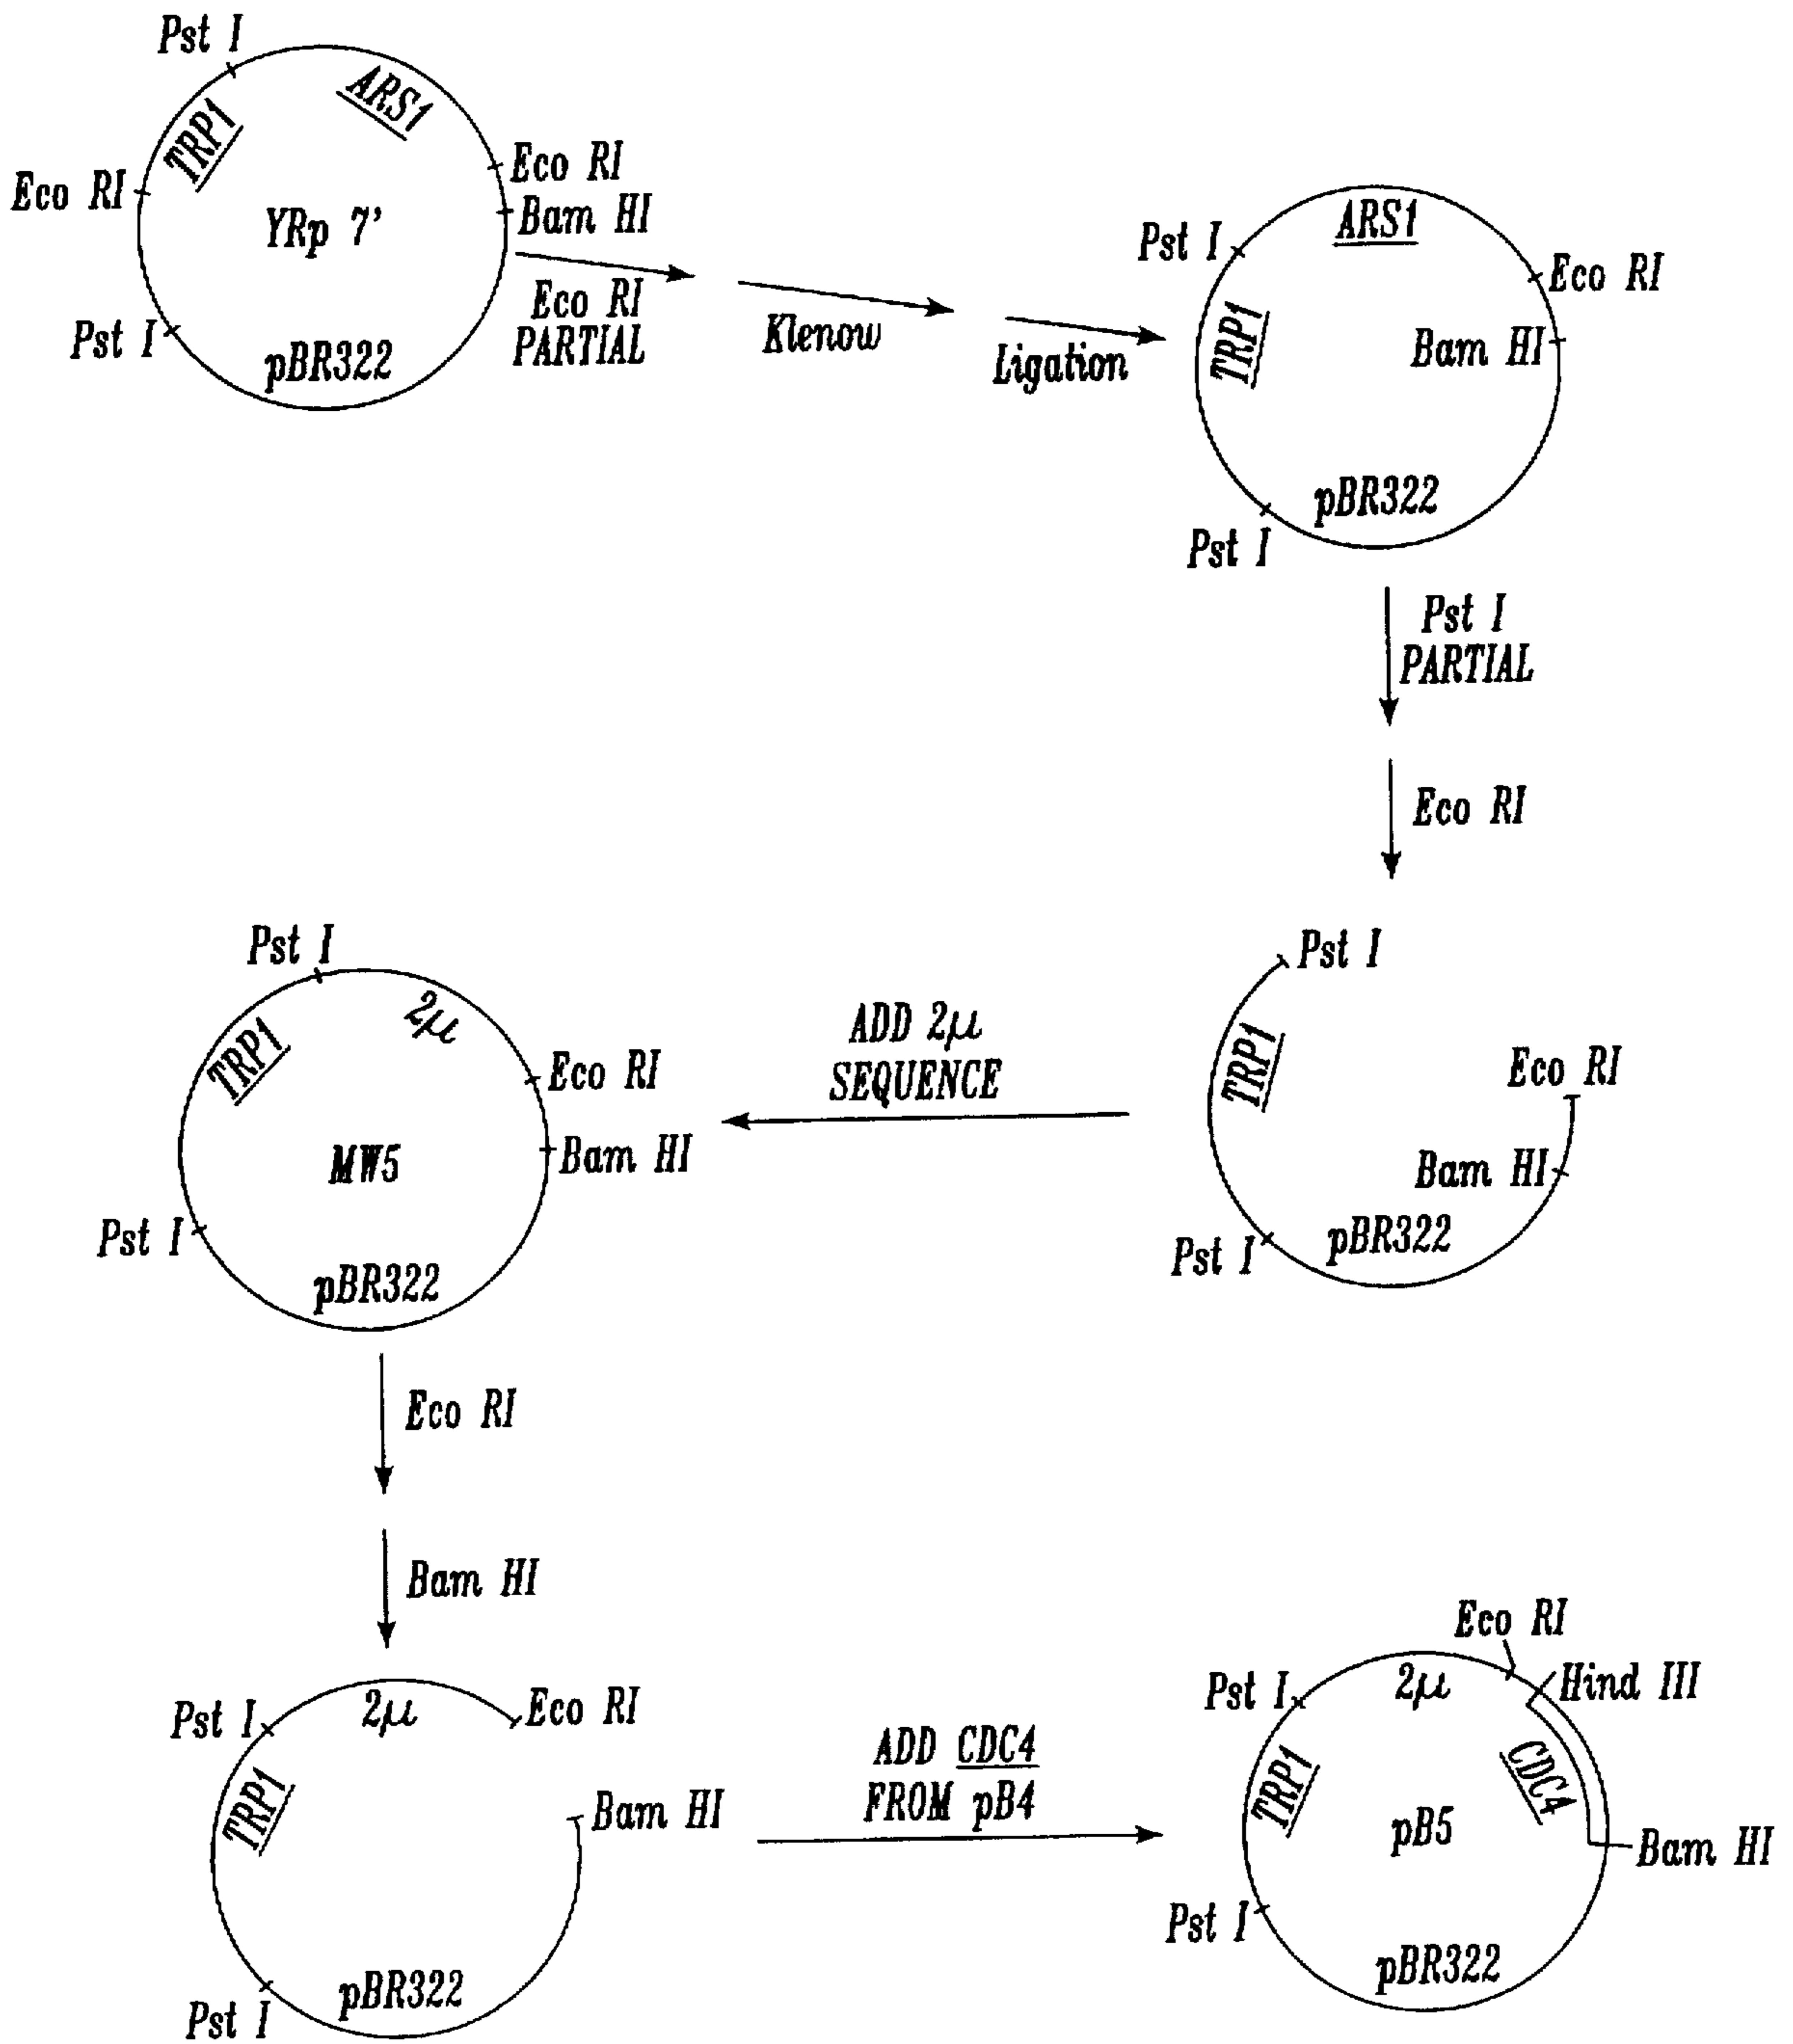 Pst I
ARS1
TRP1
Eco RI
Eco RI
Bam HI
YRp 7'
Pst I
pBR322
Eco RI
PARTIAL
Klenow
Ligation
Pst I
ARS1
Eco RI
TRP1
Bam HI
pBR322
Pst I
Pst I
PARTIAL
Eco RI
Pst I
TRP1
Eco RI
Bam HI
Pst I
pBR322
ADD 2μ
SEQUENCE
Pst I
2μ
TRP1
Eco RI
MW5
Bam HI
Pst I
pBR322
Eco RI
Bam HI
Pst I
2μ
Eco RI
TRP1
Bam HI
Pst I
pBR322
ADD CDC4
FROM pB4
Eco RI
Pst I
2μ
Hind III
TRP1
CDC4
pB5
Bam HI
Pst I
pBR322